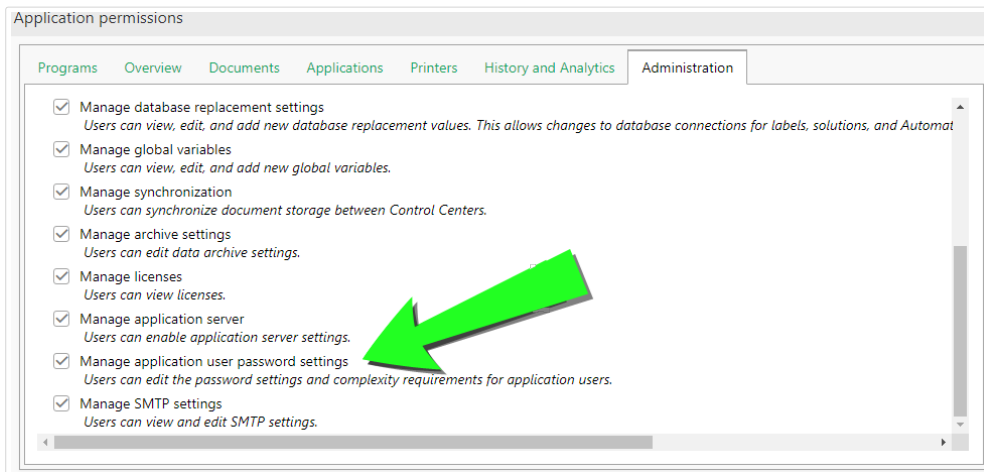 Application permissions
Programs Overview Documents Applications Printers History and Analytics Administration
Manage database replacement settings
Users can view, edit, and add new database replacement values. This allows changes to database connections for labels, solutions, and Automat
Manage global variables
Users can view, edit, and add new global variables.
Manage synchronization
Users can synchronize document storage between Control Centers.
Manage archive settings
Users can edit data archive settings.
Manage licenses
Users can view licenses.
Manage application server
Users can enable application server settings.
Manage application user password settings
Users can edit the password settings and complexity requirements for application users.
Manage SMTP settings
Users can view and edit SMTP settings.